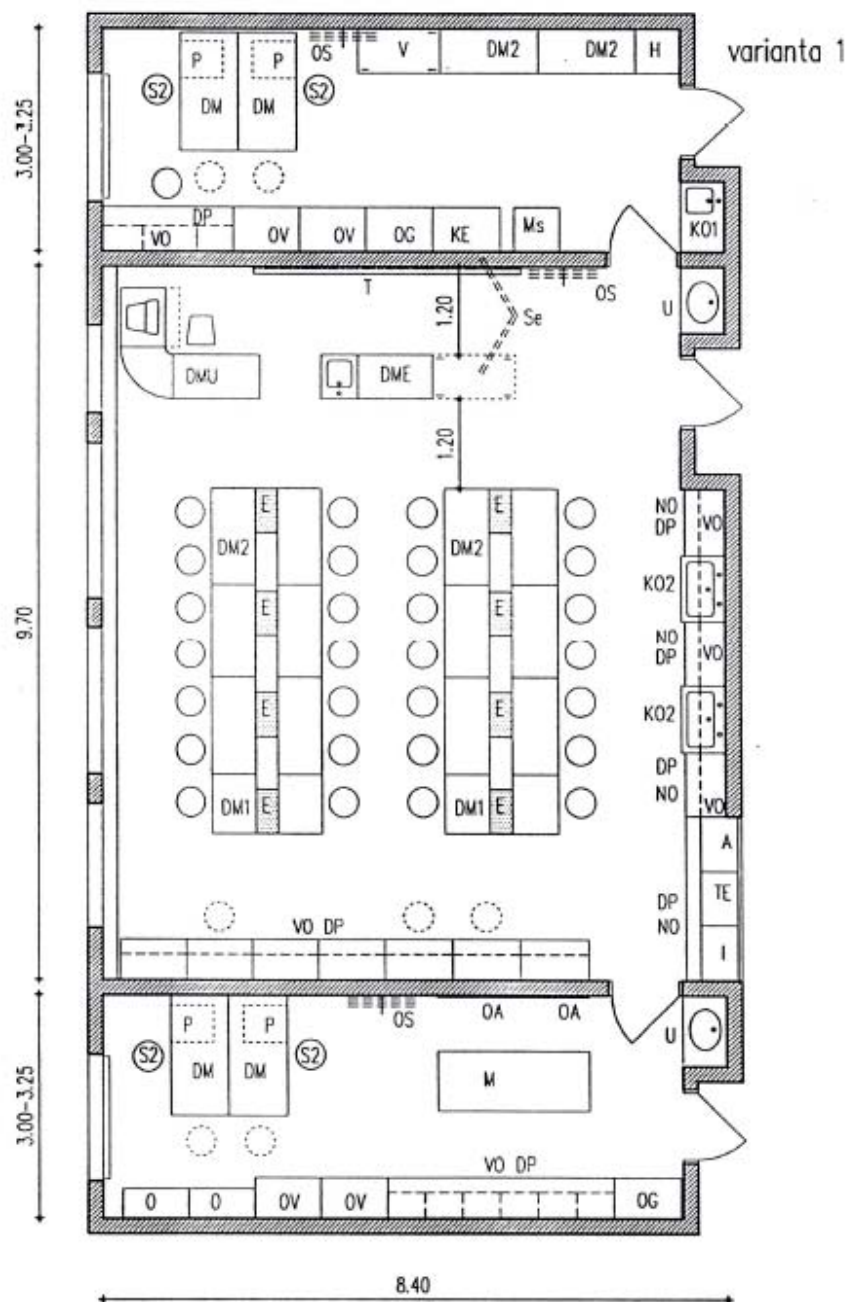 varianta 1
P P OS V DM2 DM2 H
S2 DM DM S2
3.00-3.25
DP
VO OV OV OG KE Ms KO1
T OS U
1.20 Se
DMU DME
1.20
E E NO DP VO
DM2 DM2
KO2
E E
NO DP VO
9.70
E E KO2
DP NO
DM1 E DM1 E VO
A
DP NO TE
VO DP
I
P P OS OA OA U
S2 DM DM S2 M
3.00-3.25
VO DP
O O OV OV OG
8.40